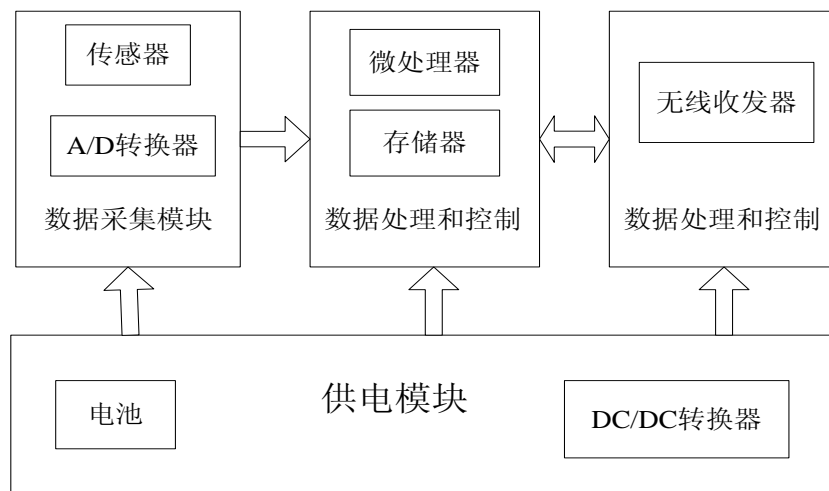 传感器
A/D转换器
数据采集模块
微处理器
存储器
数据处理和控制
无线收发器
数据处理和控制
电池
供电模块
DC/DC转换器